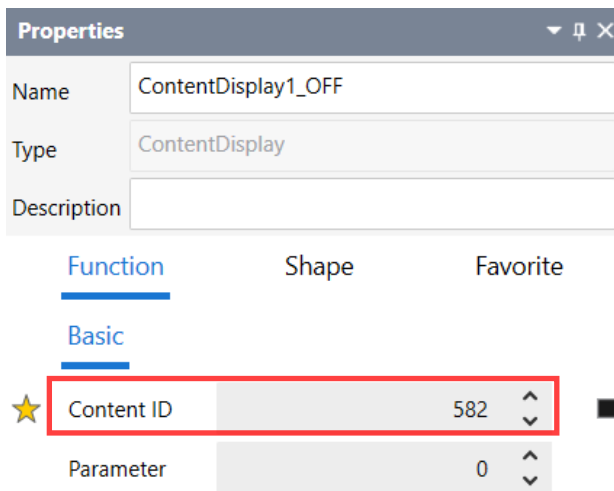 Properties
Name ContentDisplay1_OFF
Type ContentDisplay
Description
Function Shape Favorite
Basic
Content ID 582
Parameter 0